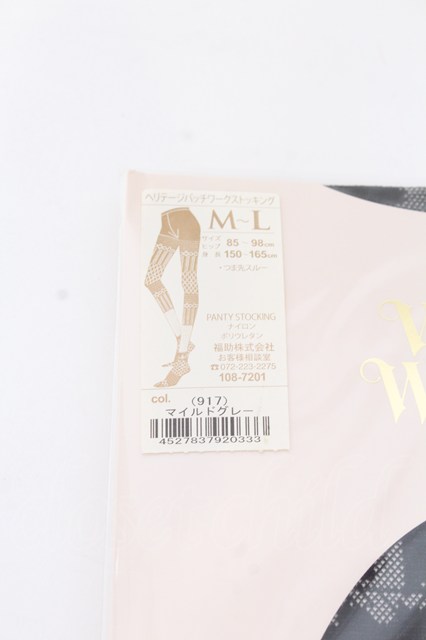 ヘリテージパッチワークストッキング
M~L
サイズ
ヒップ 85~98cm
身長 150~165cm
・つま先スルー
PANTY STOCKING
ナイロン
ポリウレタン
福助株式会社
お客様相談室
☎072-223-2275
108-7201
col.
(917)
マイルドグレー
4527837920333
V
W